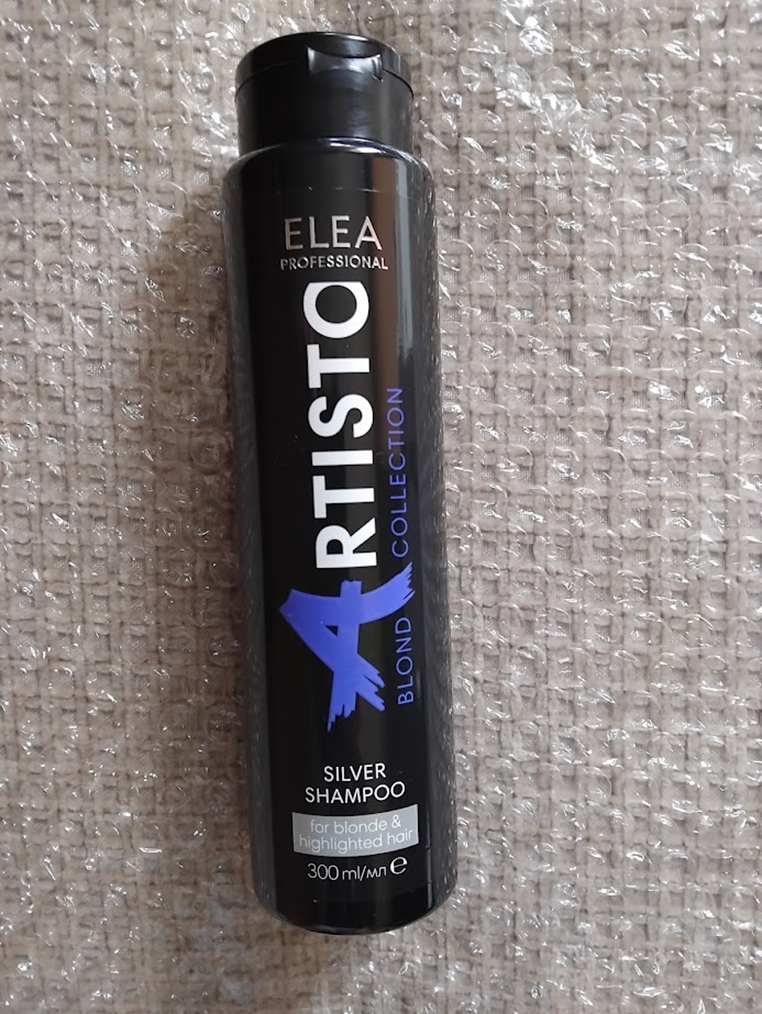 ELEA
PROFESSIONAL
ARTISTO
BLOND COLLECTION
SILVER
SHAMPOO
for blonde &
highlighted hair
300 ml/мл ℮